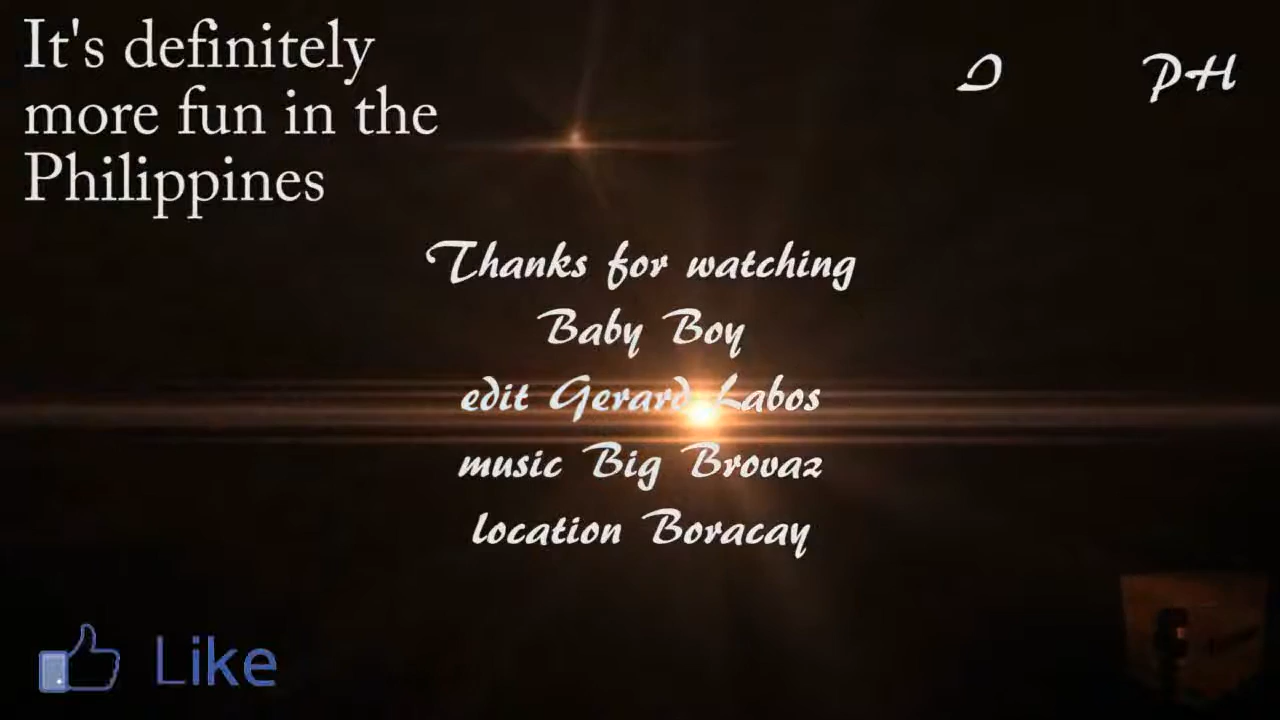 It's definitely
more fun in the
Philippines
I PH
Thanks for watching
Baby Boy
edit Gerard Labos
music Big Brovaz
location Boracay
Like